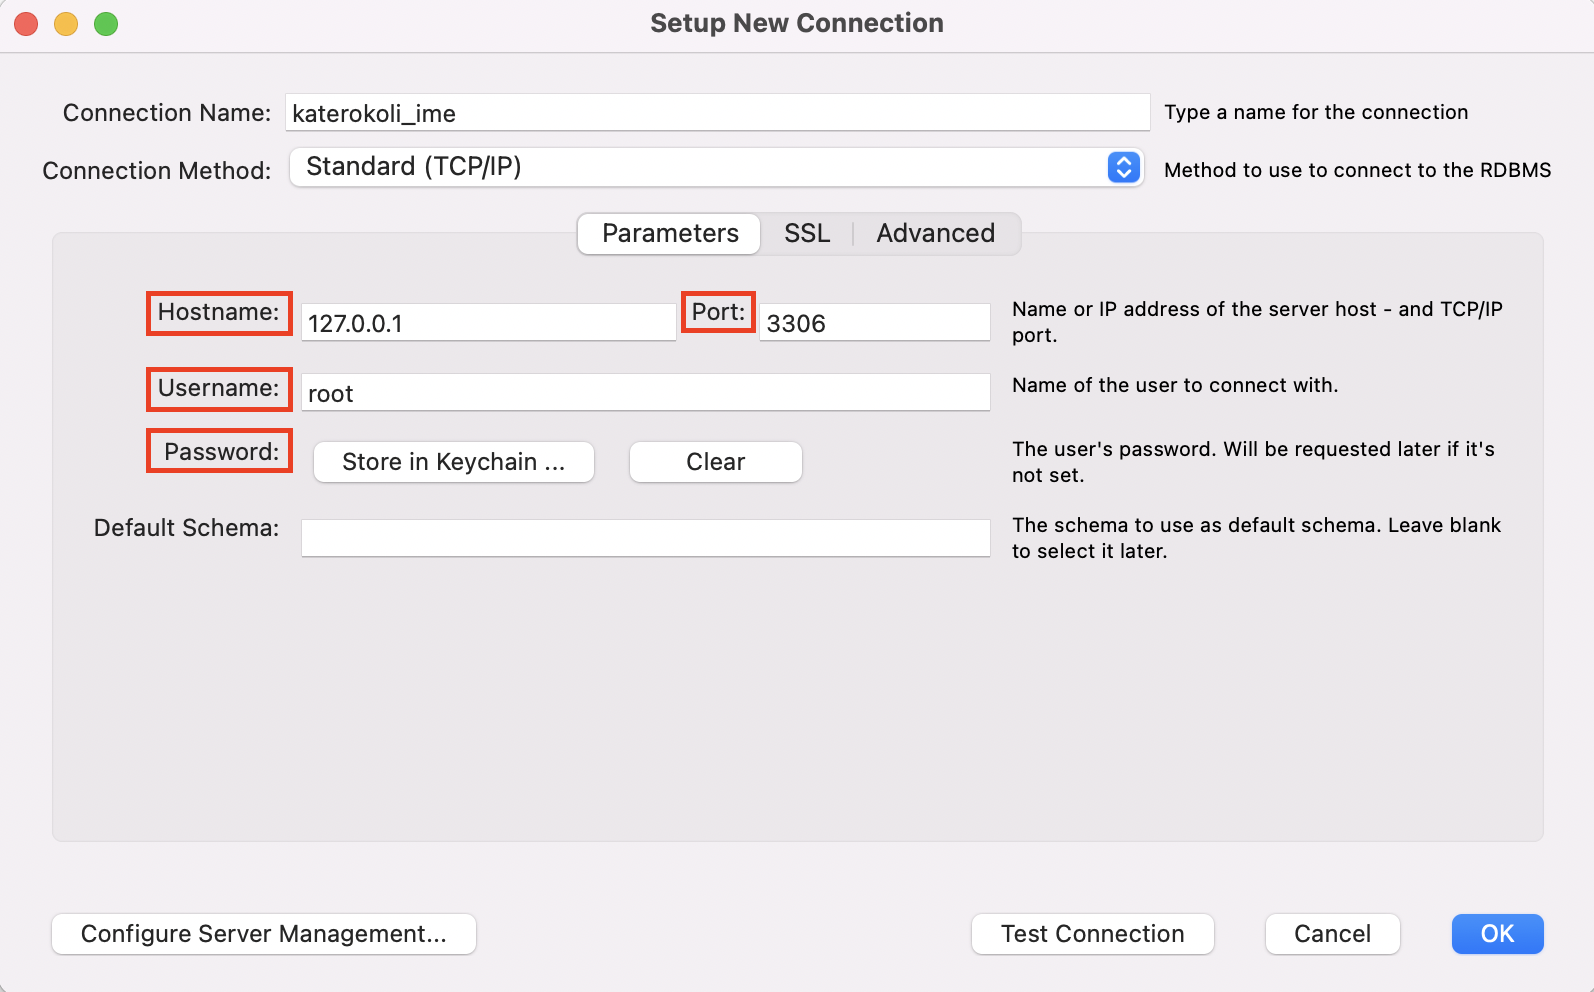 Setup New Connection
Connection Name: katerokoli_ime Type a name for the connection
Connection Method: Standard (TCP/IP) Method to use to connect to the RDBMS
Parameters SSL Advanced
Hostname: 127.0.0.1 Port: 3306 Name or IP address of the server host - and TCP/IP
port.
Username: root Name of the user to connect with.
Password: Store in Keychain ... Clear The user's password. Will be requested later if it's
not set.
Default Schema: The schema to use as default schema. Leave blank
to select it later.
Configure Server Management... Test Connection Cancel OK